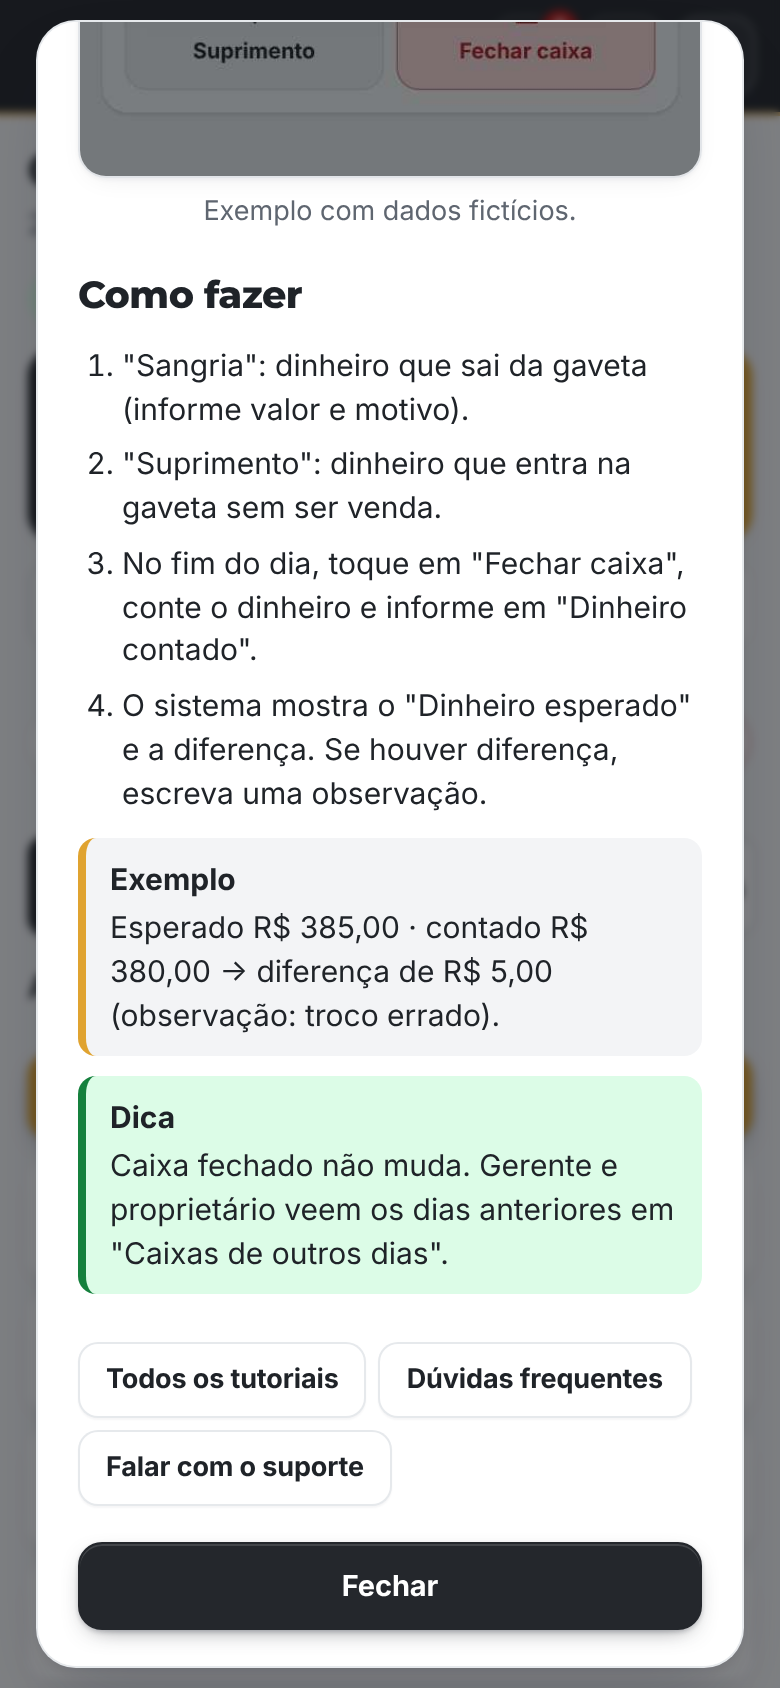 Suprimento
Fechar caixa
Exemplo com dados fictícios.
Como fazer
1. "Sangria": dinheiro que sai da gaveta
(informe valor e motivo).
2. "Suprimento": dinheiro que entra na
gaveta sem ser venda.
3. No fim do dia, toque em "Fechar caixa",
conte o dinheiro e informe em "Dinheiro
contado".
4. O sistema mostra o "Dinheiro esperado"
e a diferença. Se houver diferença,
escreva uma observação.
Exemplo
Esperado R$ 385,00 · contado R$
380,00 → diferença de R$ 5,00
(observação: troco errado).
Dica
Caixa fechado não muda. Gerente e
proprietário veem os dias anteriores em
"Caixas de outros dias".
Todos os tutoriais
Dúvidas frequentes
Falar com o suporte
Fechar